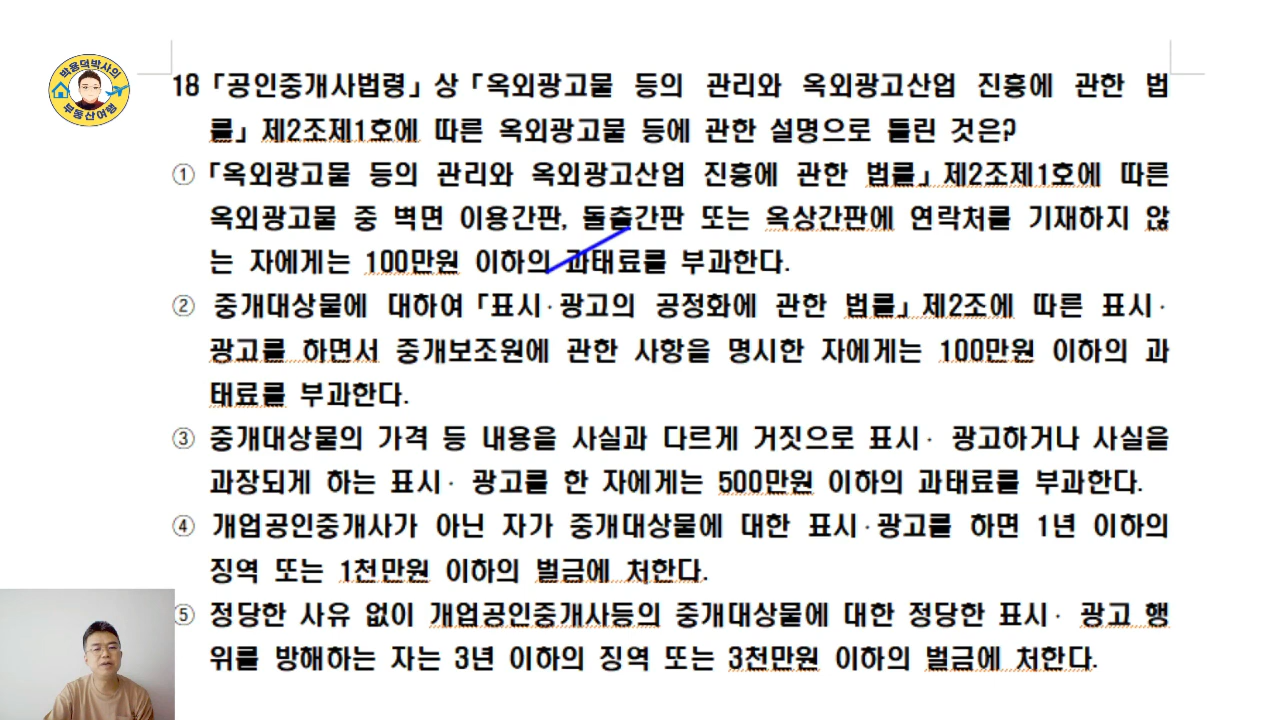 박용덕박사의
부동산여행
18「공인중개사법령」상「옥외광고물 등의 관리와 옥외광고산업 진흥에 관한 법
률」제2조제1호에 따른 옥외광고물 등에 관한 설명으로 틀린 것은?
①「옥외광고물 등의 관리와 옥외광고산업 진흥에 관한 법률」제2조제1호에 따른
옥외광고물 중 벽면 이용간판, 돌출간판 또는 옥상간판에 연락처를 기재하지 않
는 자에게는 100만원 이하의 과태료를 부과한다.
② 중개대상물에 대하여「표시·광고의 공정화에 관한 법률」제2조에 따른 표시·
광고를 하면서 중개보조원에 관한 사항을 명시한 자에게는 100만원 이하의 과
태료를 부과한다.
③ 중개대상물의 가격 등 내용을 사실과 다르게 거짓으로 표시· 광고하거나 사실을
과장되게 하는 표시· 광고를 한 자에게는 500만원 이하의 과태료를 부과한다.
④ 개업공인중개사가 아닌 자가 중개대상물에 대한 표시·광고를 하면 1년 이하의
징역 또는 1천만원 이하의 벌금에 처한다.
⑤ 정당한 사유 없이 개업공인중개사등의 중개대상물에 대한 정당한 표시· 광고 행
위를 방해하는 자는 3년 이하의 징역 또는 3천만원 이하의 벌금에 처한다.